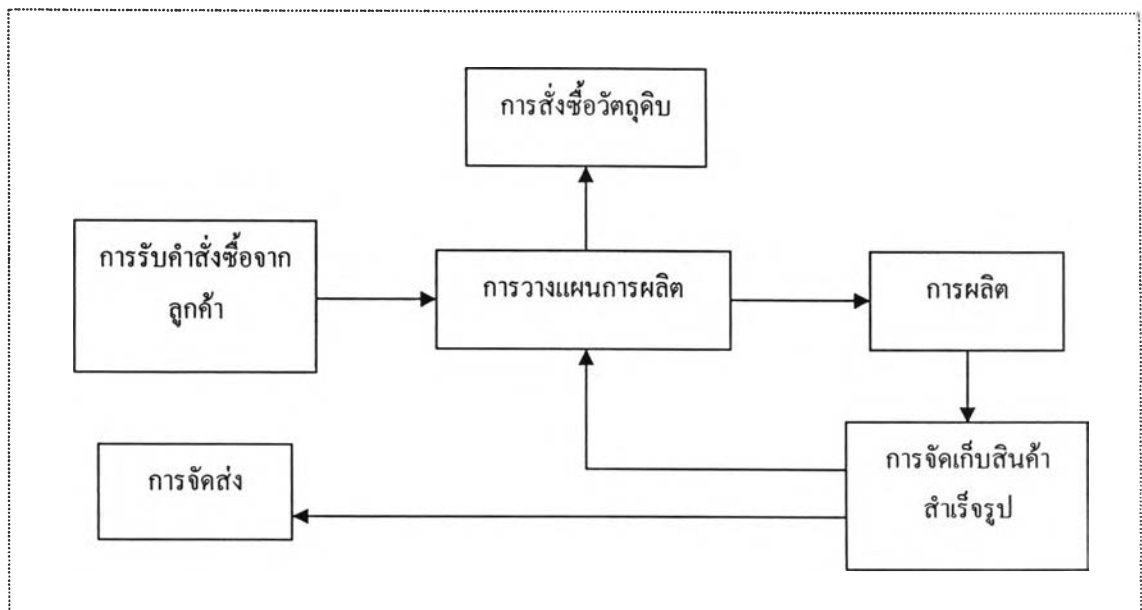 การสั่งซื้อวัตถุดิบ
การรับคำสั่งซื้อจาก
ลูกค้า
การวางแผนการผลิต
การผลิต
การจัดส่ง
การจัดเก็บสินค้า
สำเร็จรูป